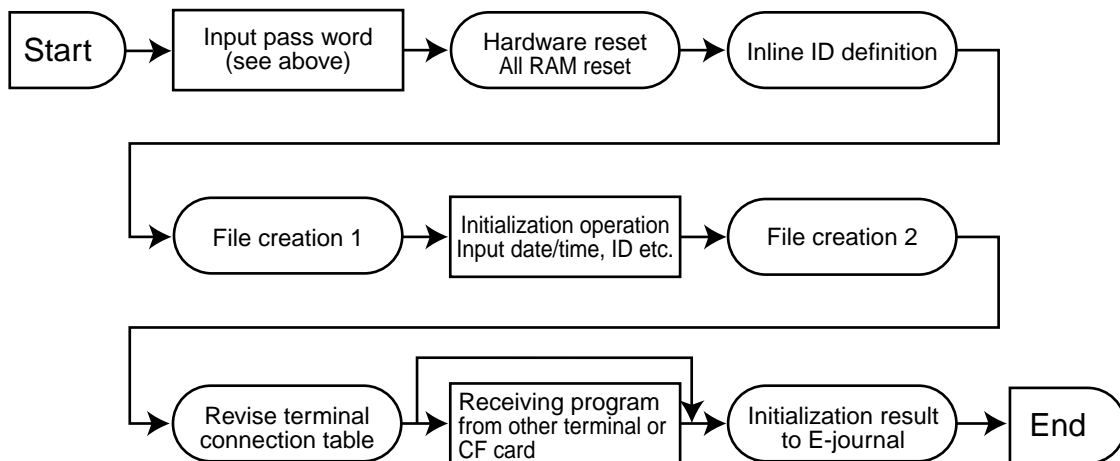 Start
Input pass word
(see above)
Hardware reset
All RAM reset
Inline ID definition
File creation 1
Initialization operation
Input date/time, ID etc.
File creation 2
Revise terminal
connection table
Receiving program
from other terminal or
CF card
Initialization result
to E-journal
End